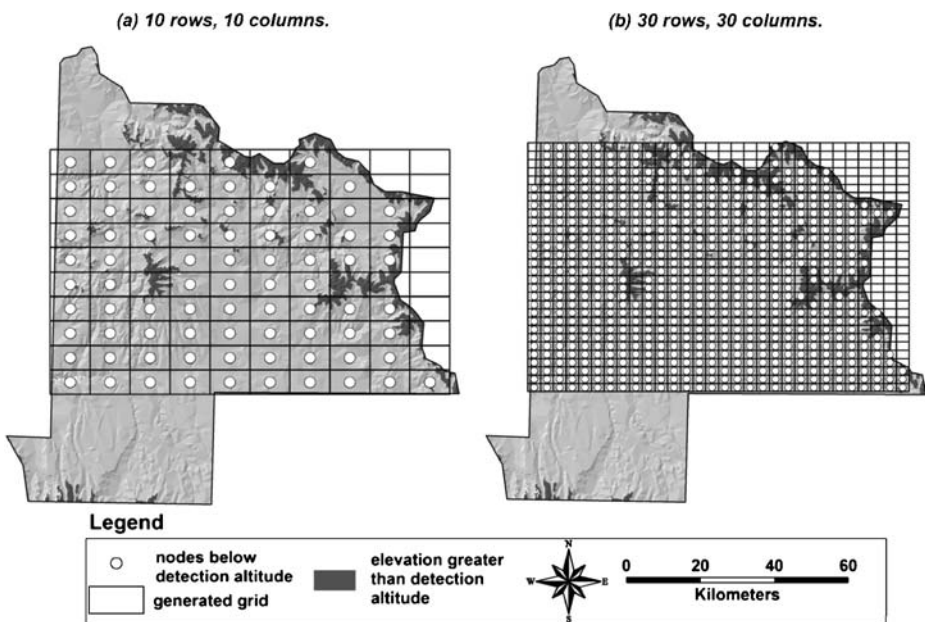 (a) 10 rows, 10 columns.
(b) 30 rows, 30 columns.
Legend
nodes below
detection altitude
generated grid
elevation greater
than detection
altitude
N
W E
S
0 20 40 60
Kilometers